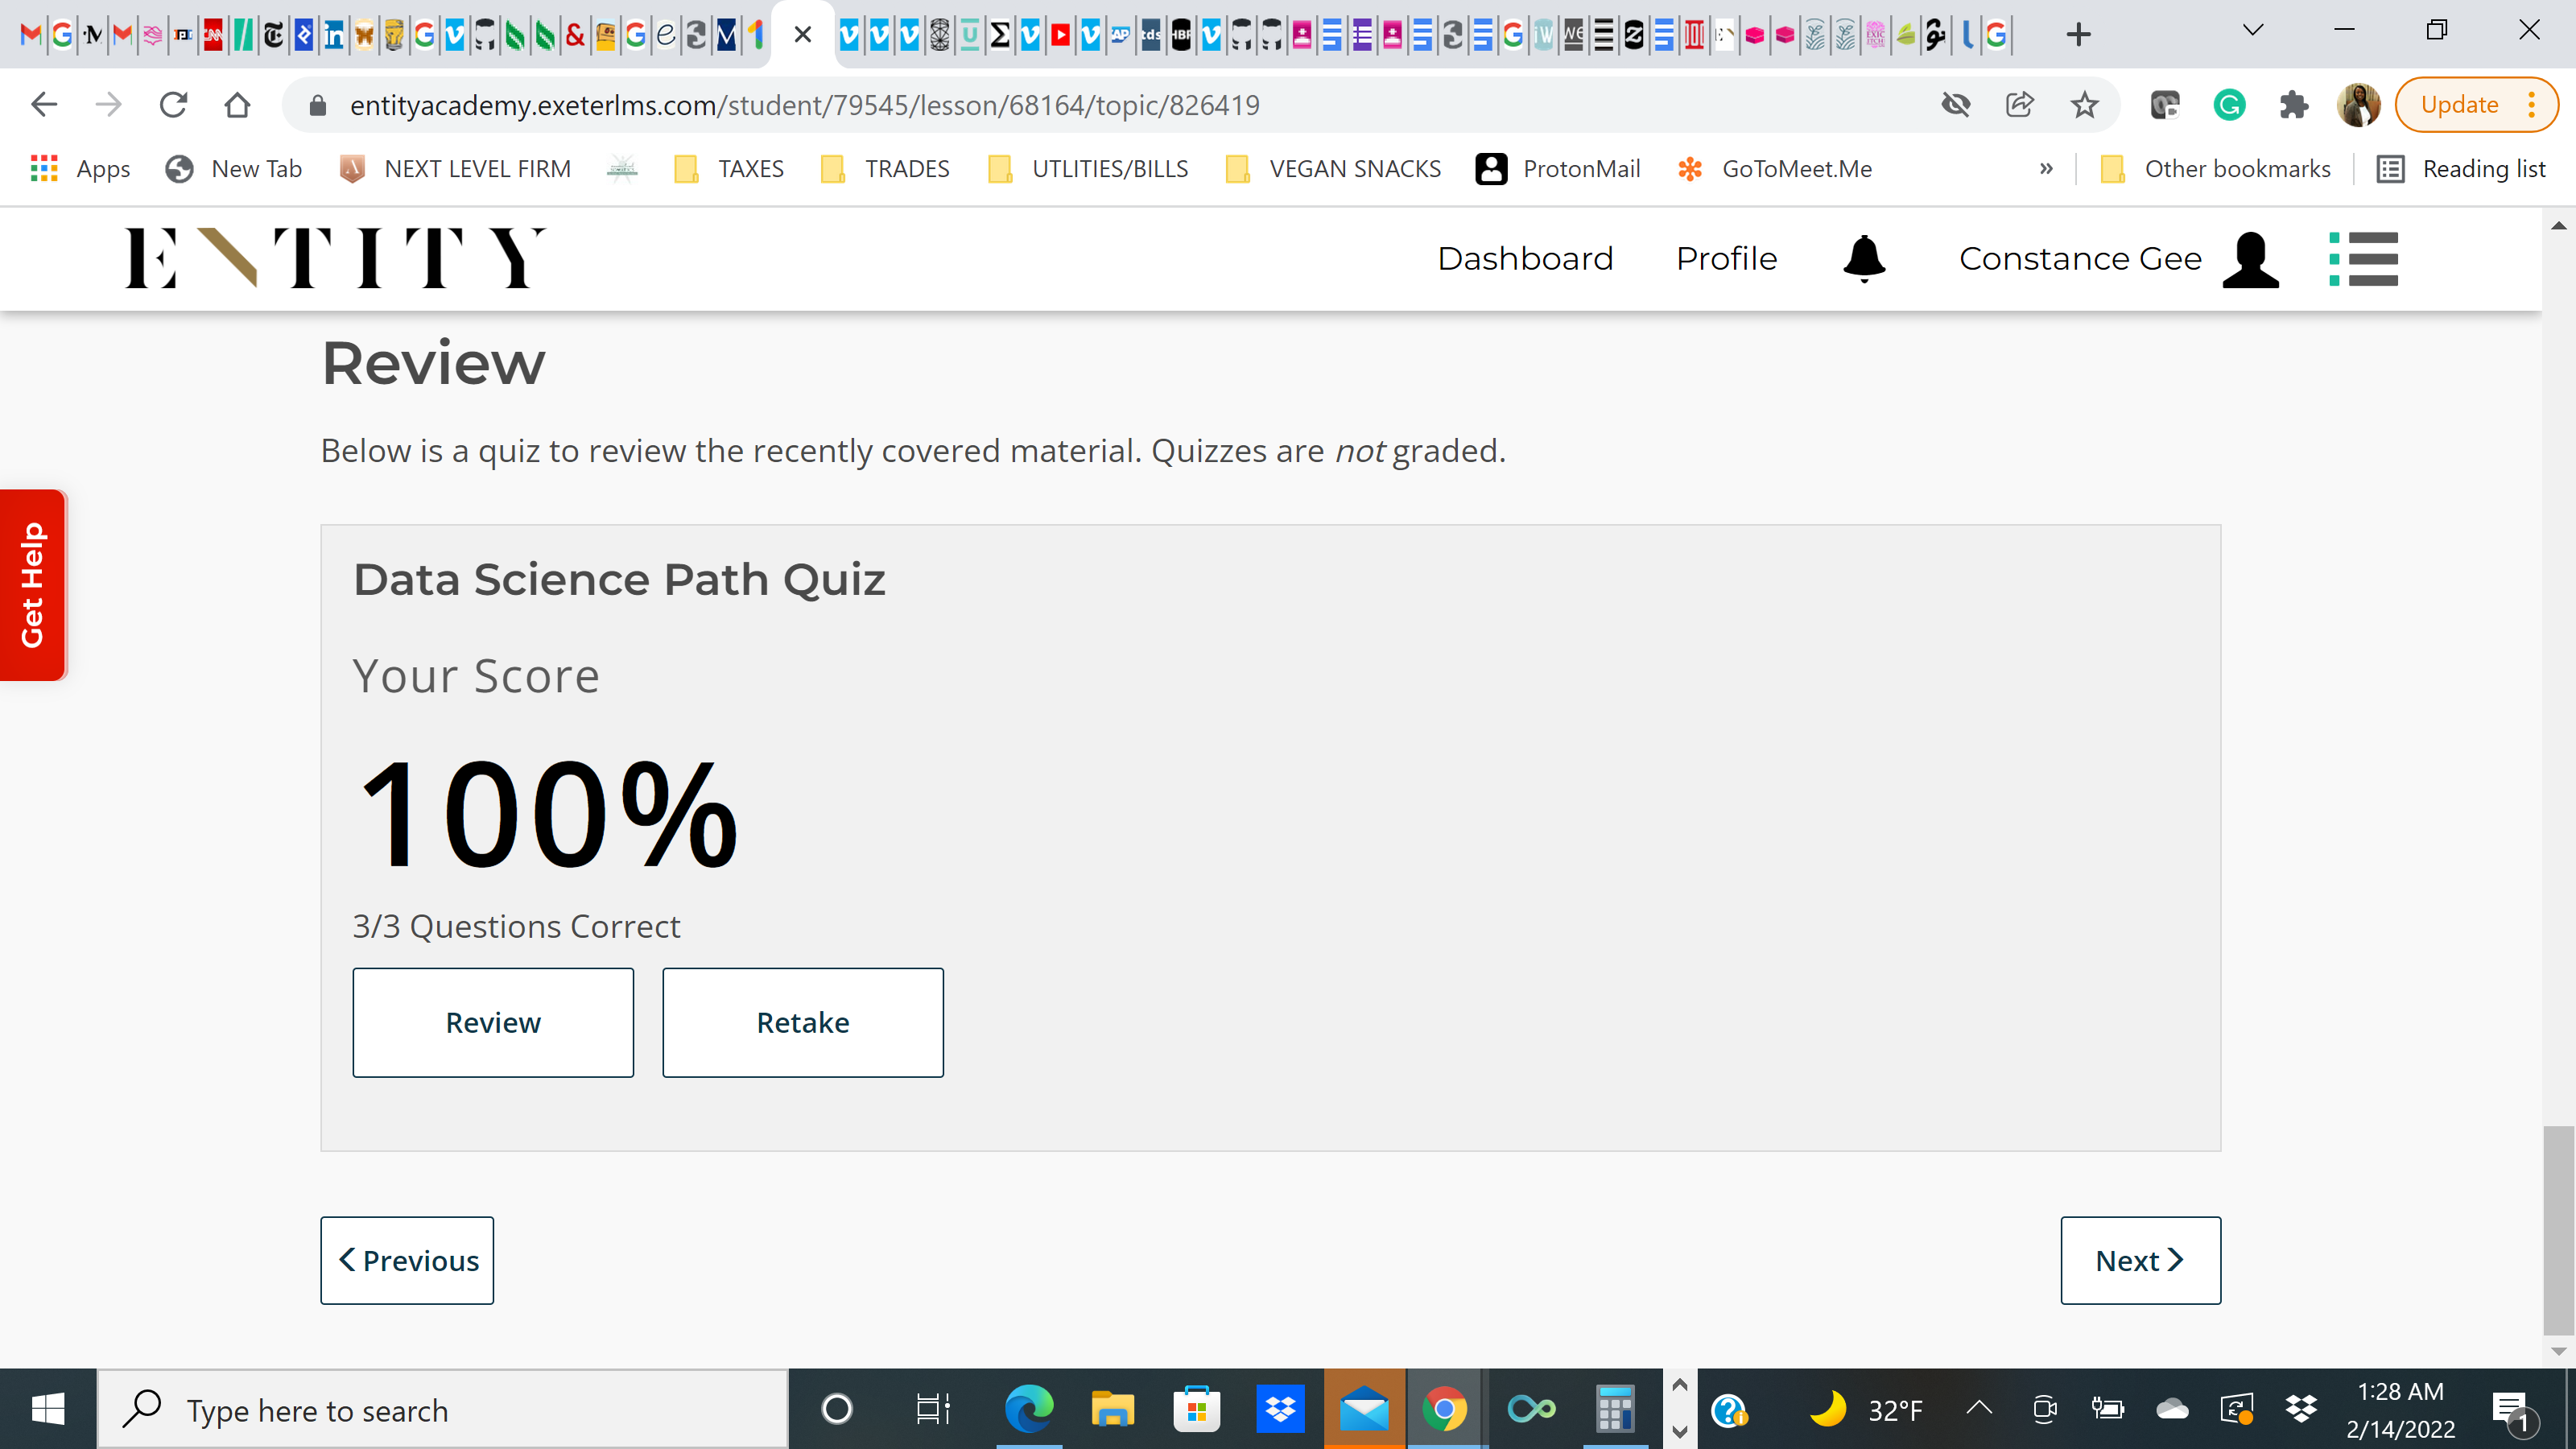 entityacademy.exeterlms.com/student/79545/lesson/68164/topic/826419
Update
Apps
New Tab
NEXT LEVEL FIRM
TAXES
TRADES
UTLITIES/BILLS
VEGAN SNACKS
ProtonMail
GoToMeet.Me
»
Other bookmarks
Reading list
ENTITY
Dashboard
Profile
Constance Gee
Review
Below is a quiz to review the recently covered material. Quizzes are not graded.
Get Help
Data Science Path Quiz
Your Score
100%
3/3 Questions Correct
Review
Retake
Previous
Next
Type here to search
32°F
1:28 AM
2/14/2022
1